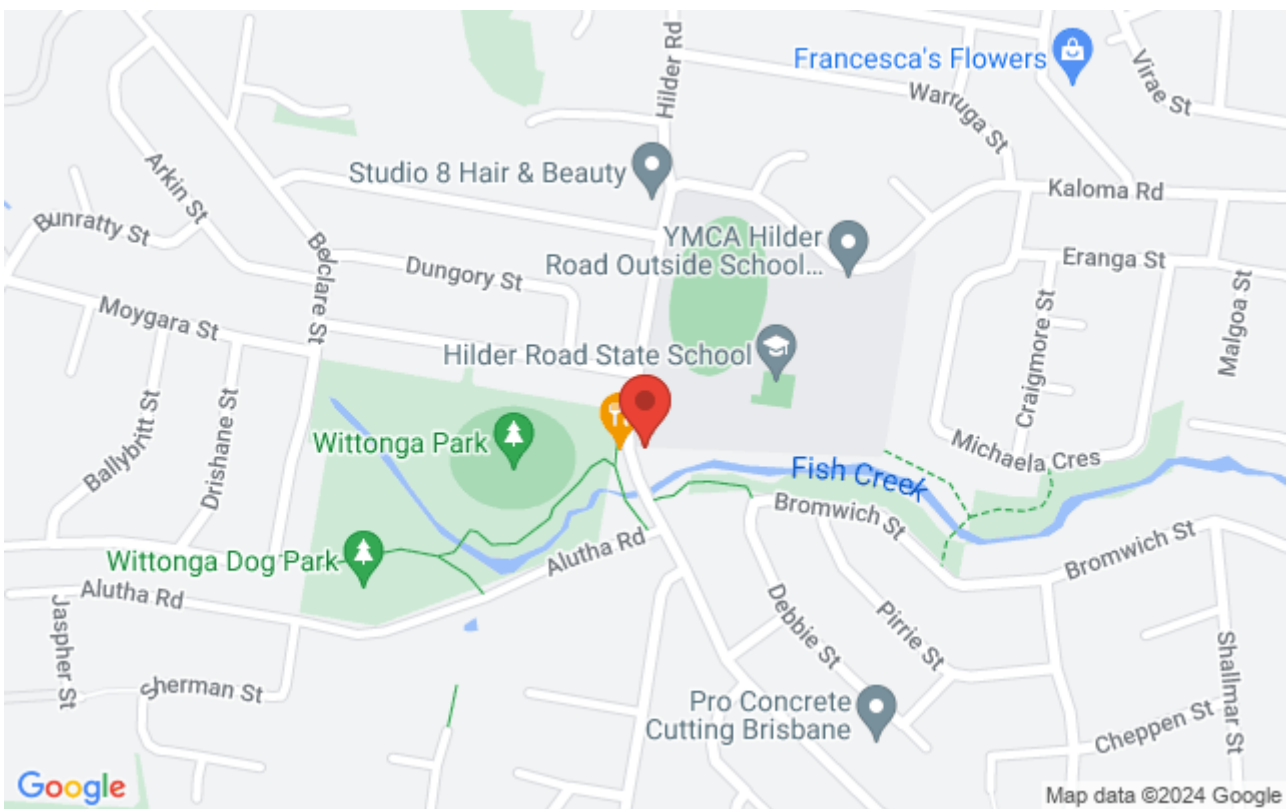 Hilder Rd
Francesca's Flowers
Virae St
Warruga St
Arkin St
Studio 8 Hair & Beauty
Kaloma Rd
Bunratty St
Belclare St
YMCA Hilder
Road Outside School...
Dungory St
Eranga St
Moygara St
Malgoa St
Craigmore St
Hilder Road State School
Ballybritt St
Drishane St
Wittonga Park
Michaela Cres
Fish Creek
Bromwich St
Alutha Rd
Bromwich St
Wittonga Dog Park
Alutha Rd
Jaspher St
Debbie St
Pirrie St
Shallmar St
Sherman St
Pro Concrete
Cutting Brisbane
Cheppen St
Google
Map data ©2024 Google